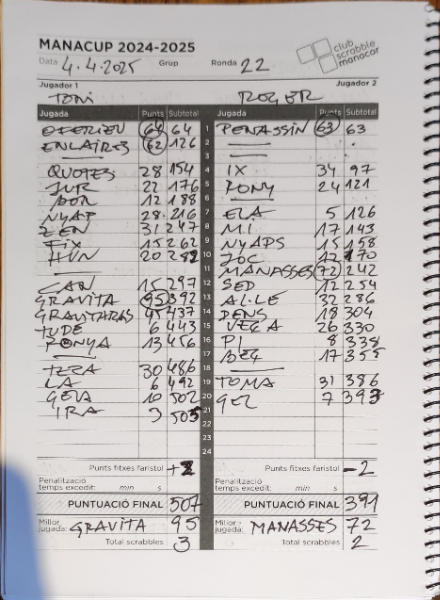 MANACUP 2024-2025
club scrabble manacor
Data 4.4.2025 Grup Ronda 22
Jugador 1 Jugador 2
TONI ROGER
Jugada Punts Subtotal Jugada Punts Subtotal
OFERIEU 64 64 1 PENASSIN 63 63
ENLAIRES 62 126 2
3
QUOTES 28 154 4 IX 34 97
JUR 22 176 5 PONY 24 121
DOR 12 188 6
NYAP 28 216 7 ELA 5 126
ZEN 31 247 8 MI 17 143
FIX 15 262 9 NYAPS 15 158
HUN 20 282 10 JOC 12 170
11 MANASSES 72 242
CAN 15 297 12 SED 12 254
GRAVITA 95 392 13 AL·LE 32 286
GRAVITARAS 45 437 14 DENS 18 304
TUDE 6 443 15 VEGA 26 330
PONYA 13 456 16 PI 8 338
17 BEG 17 355
TERA 30 486 18
LA 6 492 19 TOMA 31 386
GEVA 10 502 20 GEL 7 393
IRA 3 505 21
22
23
24
Punts fitxes faristol +2 Punts fitxes faristol -2
Penalització temps excedit: min s Penalització temps excedit: min s
PUNTUACIÓ FINAL 507 PUNTUACIÓ FINAL 391
Millor jugada: GRAVITA 95 Millor jugada: MANASSES 72
Total scrabbles 3 Total scrabbles 2